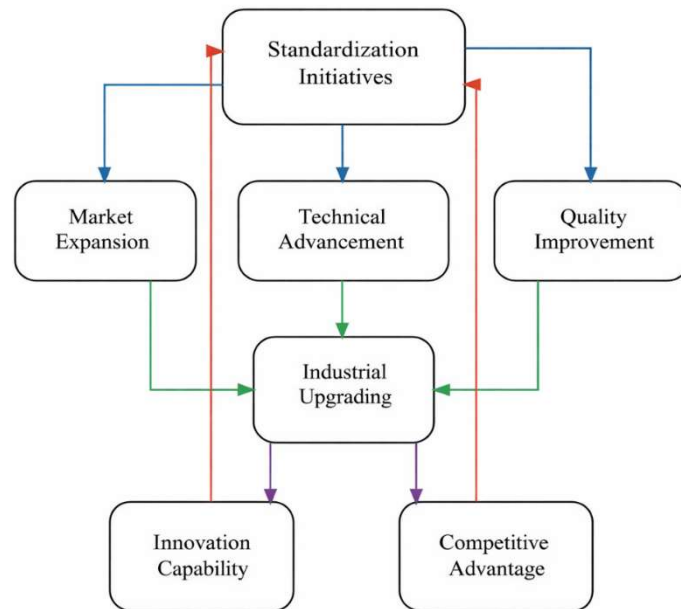 Standardization
Initiatives
Market
Expansion
Technical
Advancement
Quality
Improvement
Industrial
Upgrading
Innovation
Capability
Competitive
Advantage